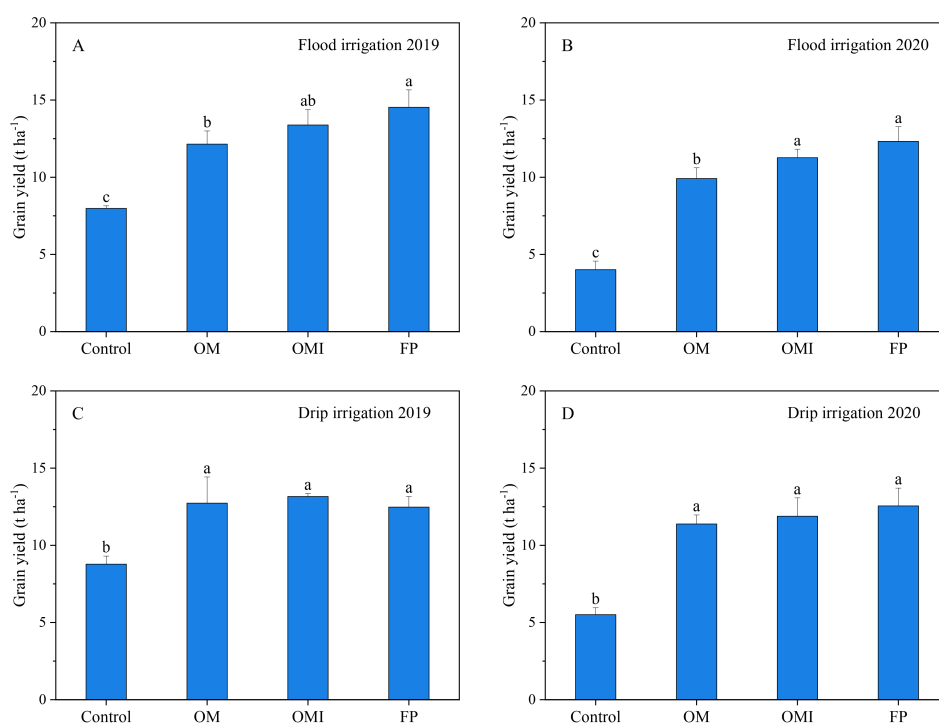 A
Flood irrigation 2019
Grain yield (t ha⁻¹)
20
15
10
5
0
c
b
ab
a
Control OM OMI FP
B
Flood irrigation 2020
Grain yield (t ha⁻¹)
20
15
10
5
0
c
b
a
a
Control OM OMI FP
C
Drip irrigation 2019
Grain yield (t ha⁻¹)
20
15
10
5
0
b
a
a
a
Control OM OMI FP
D
Drip irrigation 2020
Grain yield (t ha⁻¹)
20
15
10
5
0
b
a
a
a
Control OM OMI FP